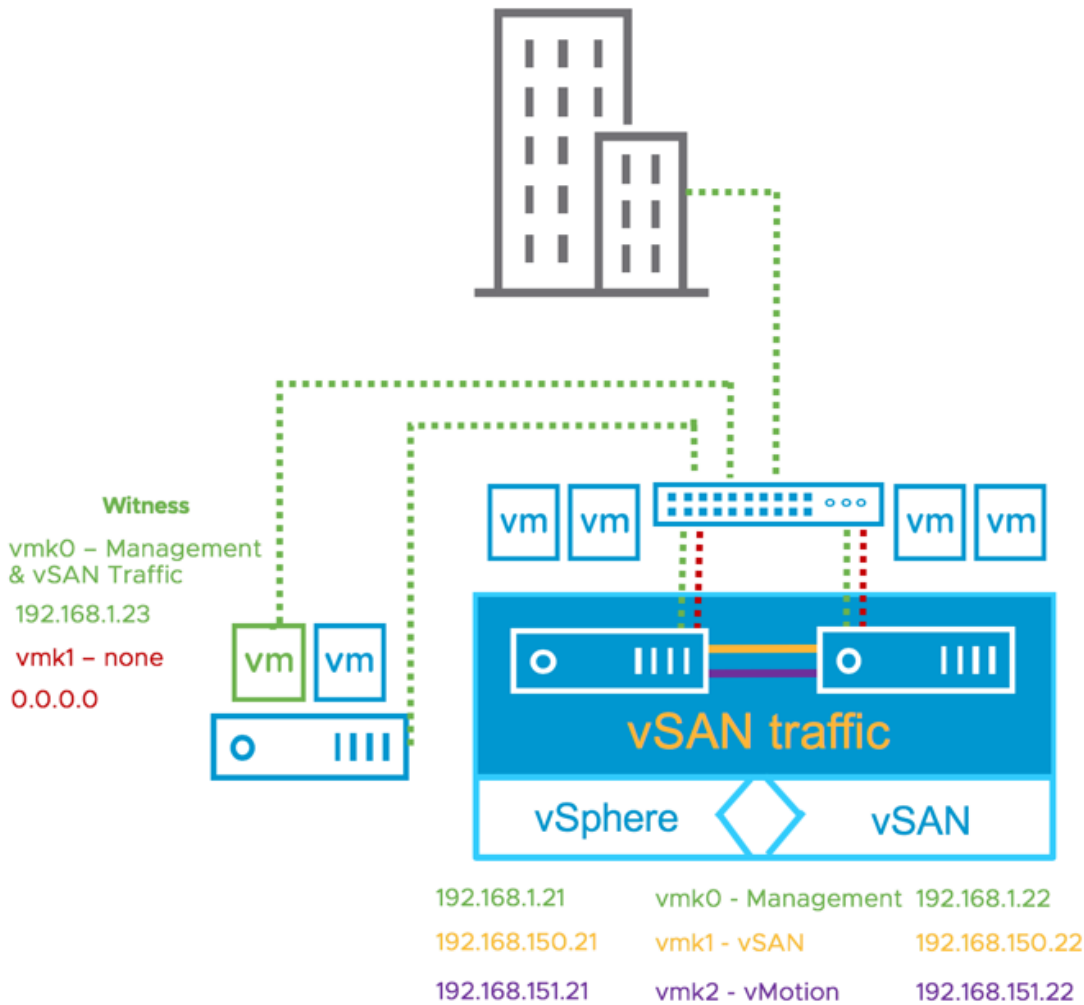 Witness
vmk0 – Management
& vSAN Traffic
192.168.1.23
vmk1 – none
0.0.0.0
vm
vm
vm
vm
vm
vm
vSAN traffic
vSphere
vSAN
192.168.1.21 vmk0 - Management 192.168.1.22
192.168.150.21 vmk1 - vSAN 192.168.150.22
192.168.151.21 vmk2 - vMotion 192.168.151.22